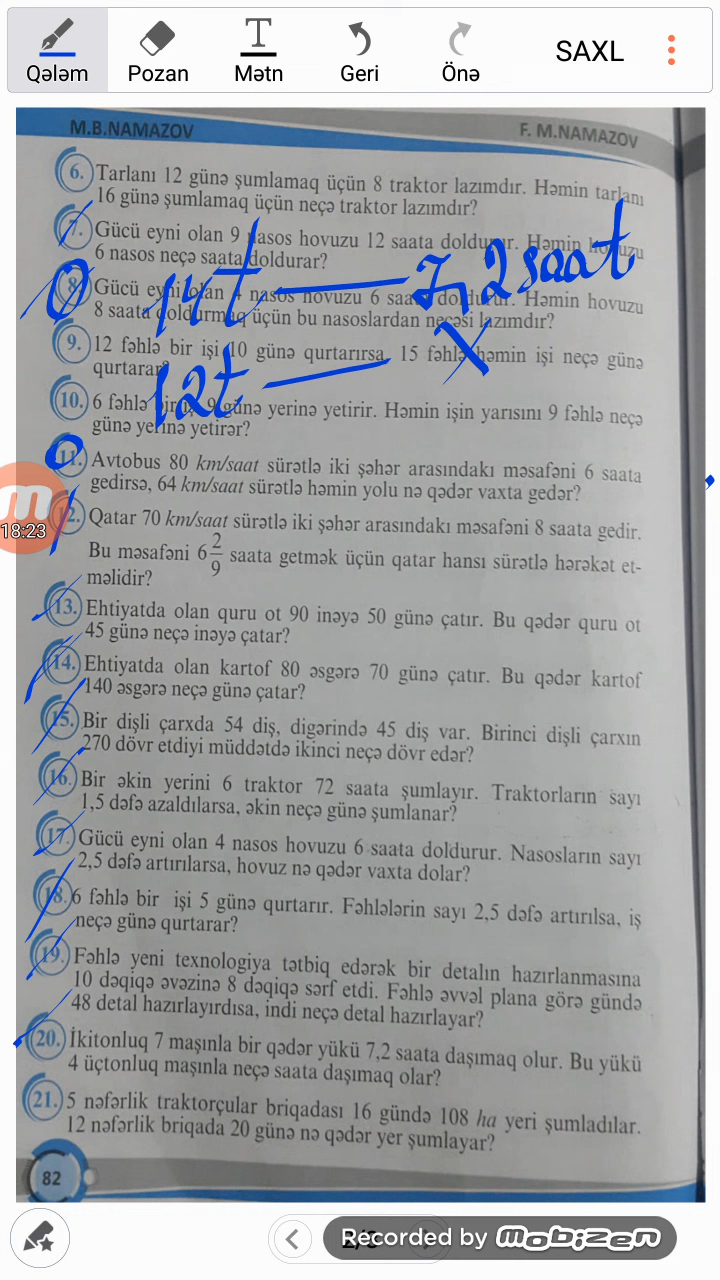 Qələm
Pozan
Mətn
Geri
Önə
SAXL
M.B.NAMAZOV
F. M.NAMAZOV
6. Tarlanı 12 günə şumlamaq üçün 8 traktor lazımdır. Həmin tarlanı
16 günə şumlamaq üçün neçə traktor lazımdır?
7. Gücü eyni olan 9 nasos hovuzu 12 saata doldurur. Həmin hovuzu
6 nasos neçə saata doldurar?
14t — 7,2 saat
8. Gücü eyni olan 4 nasos hovuzu 6 saata doldurur. Həmin hovuzu
8 saata doldurmaq üçün bu nasoslardan neçəsi lazımdır?
9. 12 fəhlə bir işi 10 günə qurtarırsa, 15 fəhlə həmin işi neçə günə
qurtarar?
12t — X
10. 6 fəhlə bir işi 9 günə yerinə yetirir. Həmin işin yarısını 9 fəhlə neçə
günə yerinə yetirər?
11. Avtobus 80 km/saat sürətlə iki şəhər arasındakı məsafəni 6 saata
gedirsə, 64 km/saat sürətlə həmin yolu nə qədər vaxta gedər?
18:23
12. Qatar 70 km/saat sürətlə iki şəhər arasındakı məsafəni 8 saata gedir.
Bu məsafəni 6 2/9 saata getmək üçün qatar hansı sürətlə hərəkət et-
məlidir?
13. Ehtiyatda olan quru ot 90 inəyə 50 günə çatır. Bu qədər quru ot
45 günə neçə inəyə çatar?
14. Ehtiyatda olan kartof 80 əsgərə 70 günə çatır. Bu qədər kartof
140 əsgərə neçə günə çatar?
15. Bir dişli çarxda 54 diş, digərində 45 diş var. Birinci dişli çarxın
270 dövr etdiyi müddətdə ikinci neçə dövr edər?
16. Bir əkin yerini 6 traktor 72 saata şumlayır. Traktorların sayı
1,5 dəfə azaldılarsa, əkin neçə günə şumlanar?
17. Gücü eyni olan 4 nasos hovuzu 6 saata doldurur. Nasosların sayı
2,5 dəfə artırılarsa, hovuz nə qədər vaxta dolar?
18. 6 fəhlə bir işi 5 günə qurtarır. Fəhlələrin sayı 2,5 dəfə artırılsa, iş
neçə günə qurtarar?
19. Fəhlə yeni texnologiya tətbiq edərək bir detalın hazırlanmasına
10 dəqiqə əvəzinə 8 dəqiqə sərf etdi. Fəhlə əvvəl plana görə gündə
48 detal hazırlayırdısa, indi neçə detal hazırlayar?
20. İkitonluq 7 maşınla bir qədər yükü 7,2 saata daşımaq olur. Bu yükü
4 üçtonluq maşınla neçə saata daşımaq olar?
21. 5 nəfərlik traktorçular briqadası 16 gündə 108 ha yeri şumladılar.
12 nəfərlik briqada 20 günə nə qədər yer şumlayar?
82
Recorded by mobizen